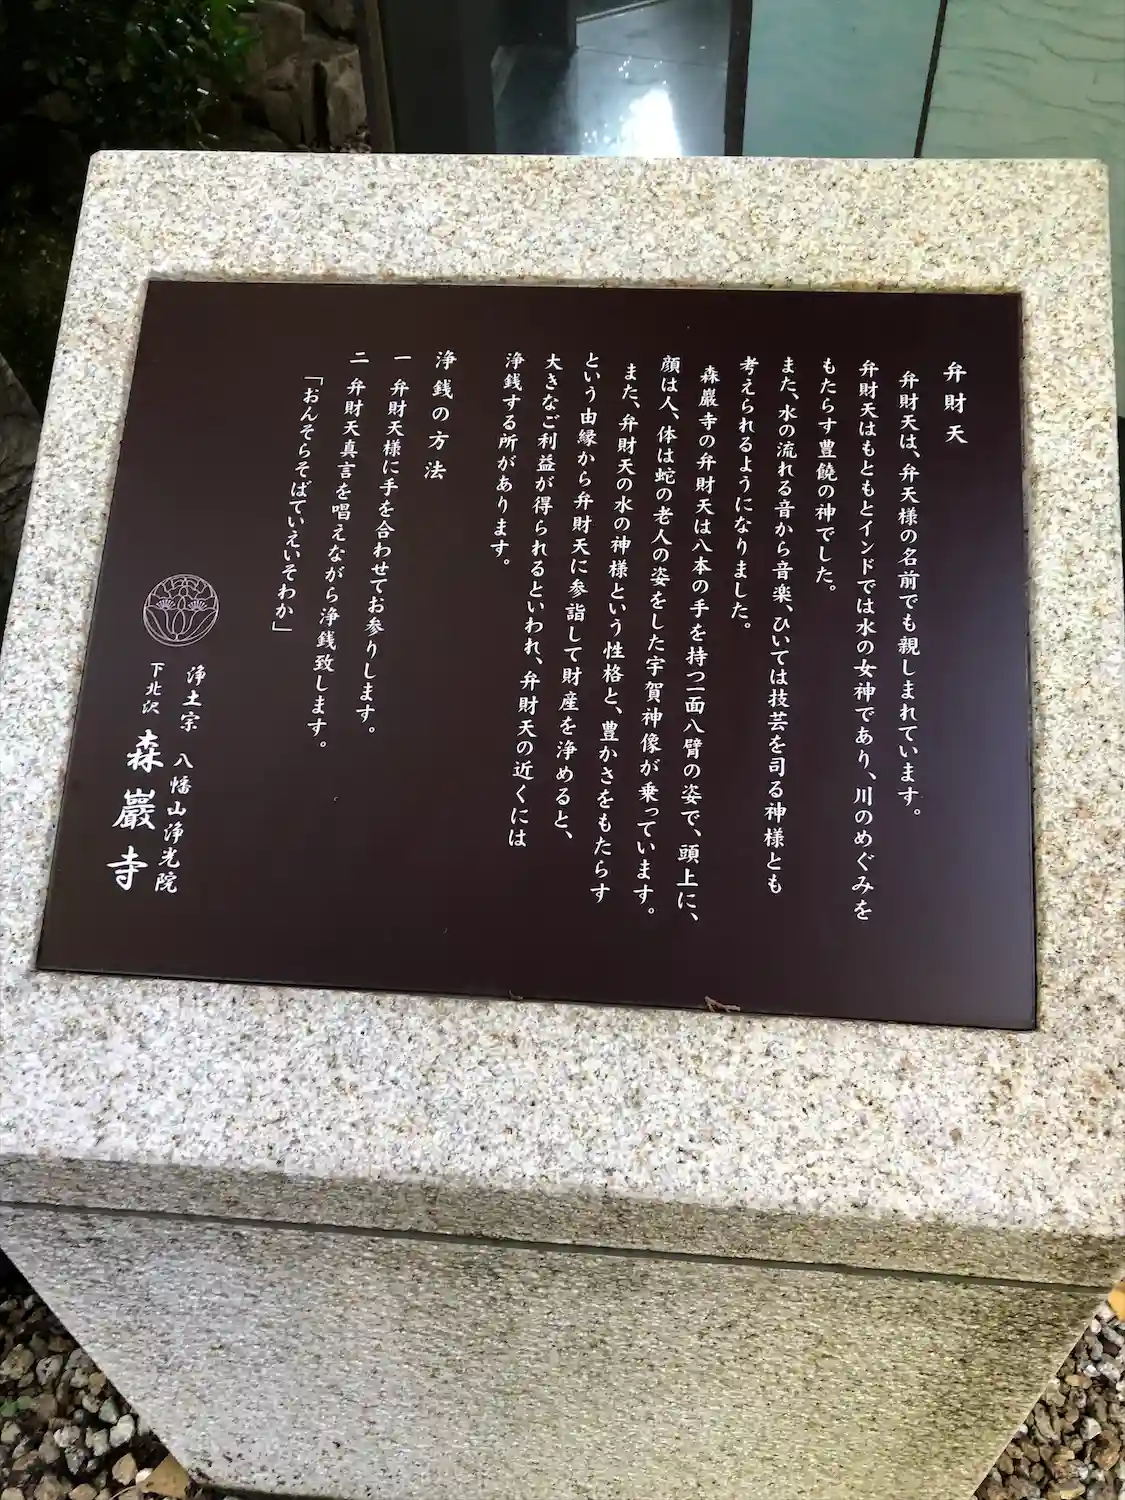 弁財天
弁財天は、弁天様の名前でも親しまれています。
弁財天はもともとインドでは水の女神であり、川のめぐみを
もたらす豊饒の神でした。
また、水の流れる音から音楽、ひいては技芸を司る神様とも
考えられるようになりました。
森巖寺の弁財天は八本の手を持つ一面八臂の姿で、頭上に、
顔は人、体は蛇の老人の姿をした宇賀神像が乗っています。
また、弁財天の水の神様という性格と、豊かさをもたらす
という由縁から弁財天に参詣して財産を浄めると、
大きなご利益が得られるといわれ、弁財天の近くには
浄銭する所があります。
浄銭の方法
一 弁財天様に手を合わせてお参りします。
二 弁財天真言を唱えながら浄銭致します。
「おんそらそばていえいそわか」
浄土宗 八幡山浄光院
下北沢 森巖寺